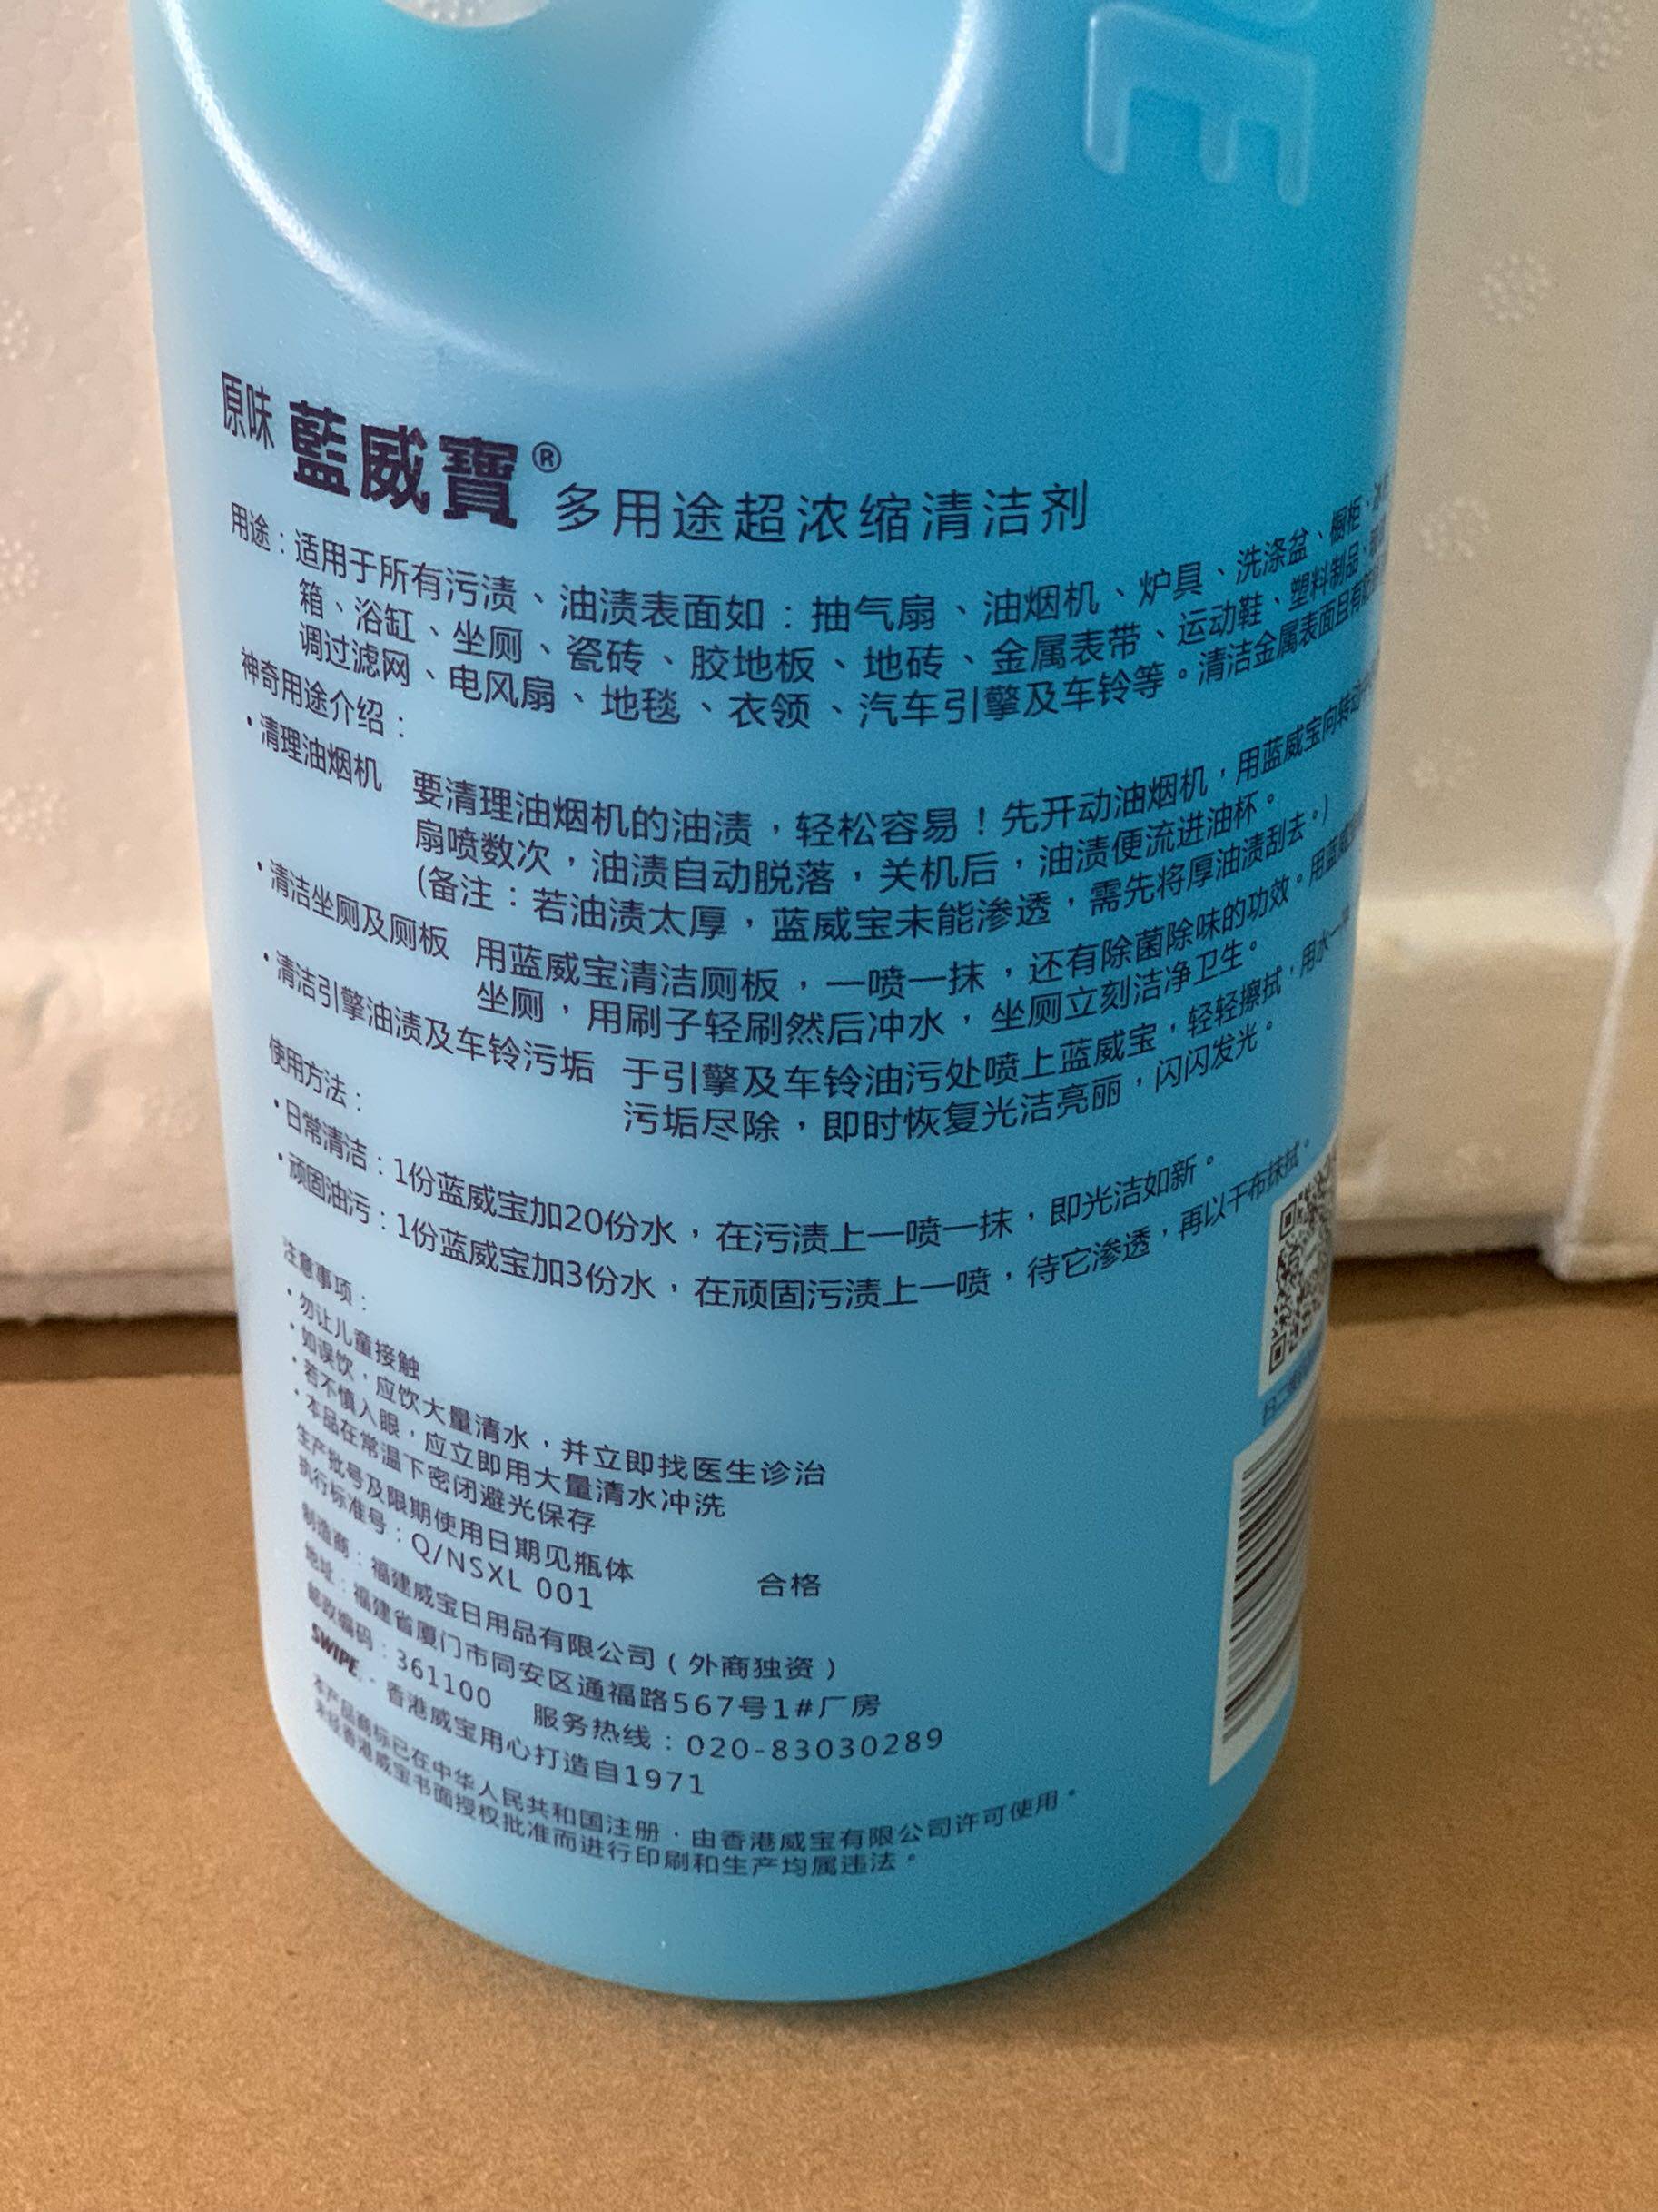 PE
原味 藍威寶® 多用途超浓缩清洁剂
用途：适用于所有污渍、油渍表面如：抽气扇、油烟机、炉具、洗涤盆、橱柜、冰
箱、浴缸、坐厕、瓷砖、胶地板、地砖、金属表带、运动鞋、塑料制品、
调过滤网、电风扇、地毯、衣领、汽车引擎及车铃等。清洁金属表面且有
神奇用途介绍：
·清理油烟机 要清理油烟机的油渍，轻松容易！先开动油烟机，用蓝威宝向转动
扇喷数次，油渍自动脱落，关机后，油渍便流进油杯。
(备注：若油渍太厚，蓝威宝未能渗透，需先将厚油渍刮去。)
·清洁坐厕及厕板 用蓝威宝清洁厕板，一喷一抹，还有除菌除味的功效。用蓝威
坐厕，用刷子轻刷然后冲水，坐厕立刻洁净卫生。
·清洁引擎油渍及车铃污垢 于引擎及车铃油污处喷上蓝威宝，轻轻擦拭，用水一
污垢尽除，即时恢复光洁亮丽，闪闪发光。
使用方法：
·日常清洁：1份蓝威宝加20份水，在污渍上一喷一抹，即光洁如新。
·顽固油污：1份蓝威宝加3份水，在顽固污渍上一喷，待它渗透，再以干布抹拭。
注意事项：
·勿让儿童接触
·如误饮，应饮大量清水，并立即找医生诊治
·若不慎入眼，应立即用大量清水冲洗
·本品在常温下密闭避光保存
生产批号及限期使用日期见瓶体
执行标准号：Q/NSXL 001 合格
制造商：福建威宝日用品有限公司（外商独资）
地址：福建省厦门市同安区通福路567号1#厂房
邮政编码：361100 服务热线：020-83030289
SWIPE - 香港威宝用心打造自1971
本产品商标已在中华人民共和国注册·由香港威宝有限公司许可使用。
未经香港威宝书面授权批准而进行印刷和生产均属违法。
扫二